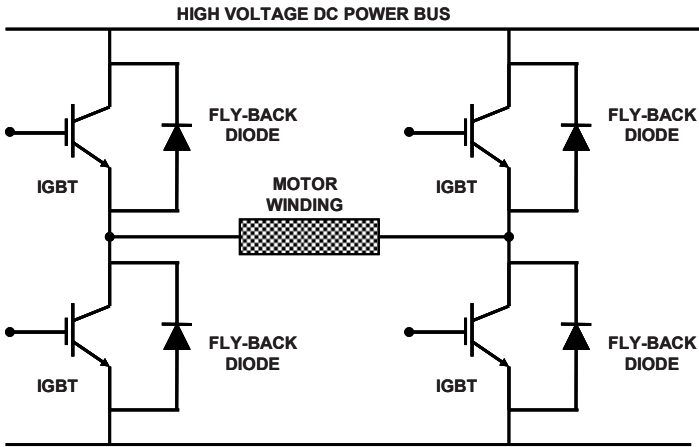 HIGH VOLTAGE DC POWER BUS
FLY-BACK
DIODE
IGBT
MOTOR
WINDING
FLY-BACK
DIODE
IGBT
FLY-BACK
DIODE
IGBT
FLY-BACK
DIODE
IGBT